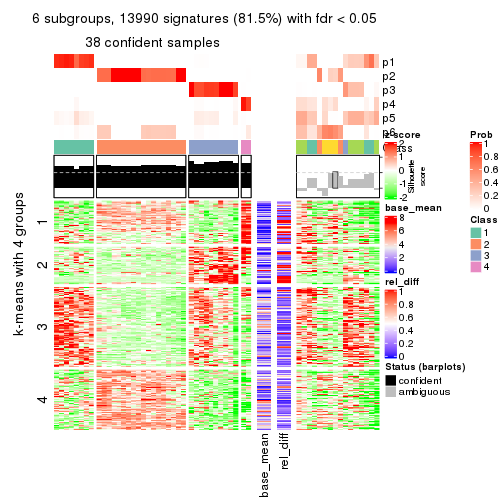 6 subgroups, 13990 signatures (81.5%) with fdr < 0.05
38 confident samples
p1
p2
p3
p4
p5
p6
Class
z-score
2
1
0
-1
-2
Silhouette score
Prob
1
0.8
0.6
0.4
0.2
0
Class
1
2
3
4
base_mean
8
6
4
2
0
rel_diff
1
0.8
0.6
0.4
0.2
0
Status (barplots)
confident
ambiguous
k-means with 4 groups
1
2
3
4
base_mean
rel_diff